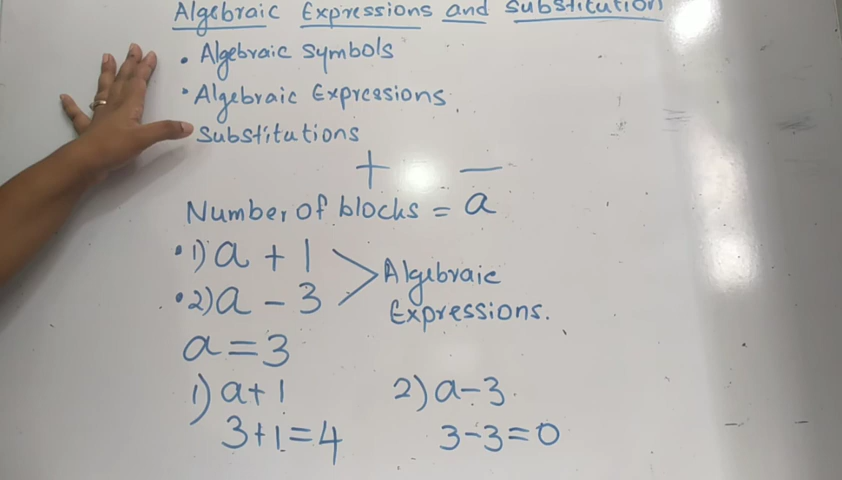 Algebraic Expressions and Substitution
• Algebraic Symbols
• Algebraic Expressions.
Substitutions
+ −
Number of blocks = a
• 1) a + 1
• 2) a - 3
Algebraic
Expressions.
a = 3
1) a+1 2) a-3.
3+1=4 3-3=0